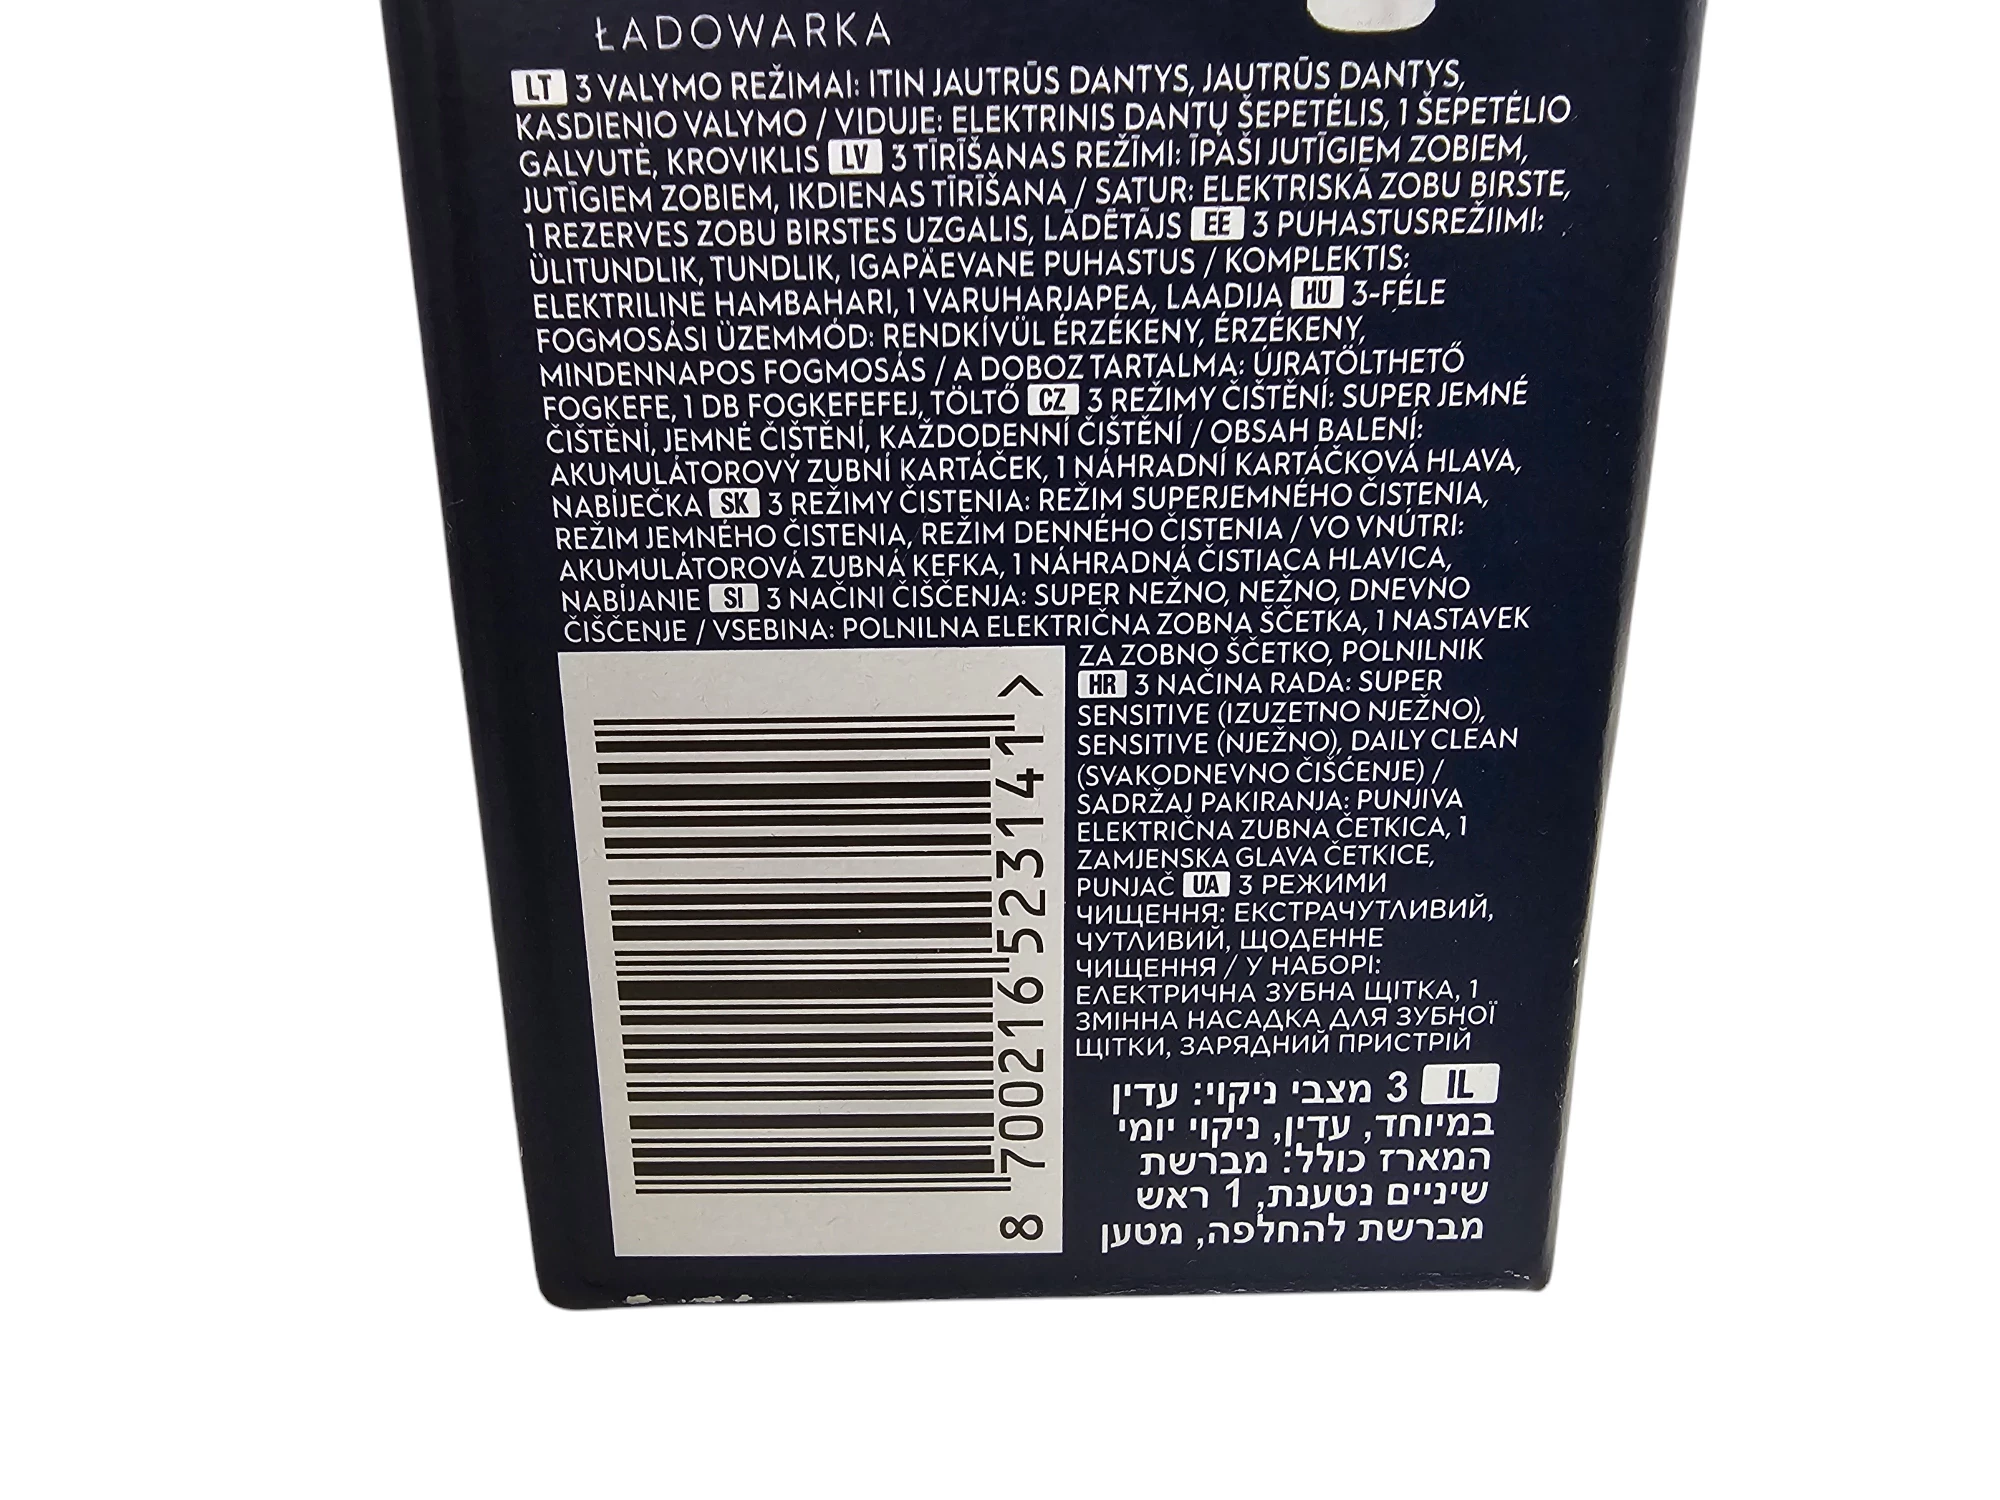 ŁADOWARKA
LT 3 VALYMO REŽIMAI: ITIN JAUTRŪS DANTYS, JAUTRŪS DANTYS,
KASDIENIO VALYMO / VIDUJE: ELEKTRINIS DANTŲ ŠEPETĖLIS, 1 ŠEPETĖLIO
GALVUTĖ, KROVIKLIS LV 3 TĪRĪŠANAS REŽĪMI: ĪPAŠI JUTĪGIEM ZOBIEM,
JUTĪGIEM ZOBIEM, IKDIENAS TĪRĪŠANA / SATUR: ELEKTRISKĀ ZOBU BIRSTE,
1 REZERVES ZOBU BIRSTES UZGALIS, LĀDĒTĀJS EE 3 PUHASTUSREŽIIMI:
ÜLITUNDLIK, TUNDLIK, IGAPÄEVANE PUHASTUS / KOMPLEKTIS:
ELEKTRILINE HAMBAHARI, 1 VARUHARJAPEA, LAADIJA HU 3-FÉLE
FOGMOSÁSI ÜZEMMÓD: RENDKÍVÜL ÉRZÉKENY, ÉRZÉKENY,
MINDENNAPOS FOGMOSÁS / A DOBOZ TARTALMA: ÚJRATÖLTHETŐ
FOGKEFE, 1 DB FOGKEFEFEJ, TÖLTŐ CZ 3 REŽIMY ČIŠTĚNÍ: SUPER JEMNÉ
ČIŠTĚNÍ, JEMNÉ ČIŠTĚNÍ, KAŽDODENNÍ ČIŠTĚNÍ / OBSAH BALENÍ:
AKUMULÁTOROVÝ ZUBNÍ KARTÁČEK, 1 NÁHRADNÍ KARTÁČKOVÁ HLAVA,
NABÍJEČKA SK 3 REŽIMY ČISTENIA: REŽIM SUPERJEMNÉHO ČISTENIA,
REŽIM JEMNÉHO ČISTENIA, REŽIM DENNÉHO ČISTENIA / VO VNÚTRI:
AKUMULÁTOROVÁ ZUBNÁ KEFKA, 1 NÁHRADNÁ ČISTIACA HLAVICA,
NABÍJANIE SI 3 NAČINI ČIŠČENJA: SUPER NEŽNO, NEŽNO, DNEVNO
ČIŠČENJE / VSEBINA: POLNILNA ELEKTRIČNA ZOBNA ŠČETKA, 1 NASTAVEK
ZA ZOBNO ŠČETKO, POLNILNIK
HR 3 NAČINA RADA: SUPER
SENSITIVE (IZUZETNO NJEŽNO),
SENSITIVE (NJEŽNO), DAILY CLEAN
(SVAKODNEVNO ČIŠĆENJE) /
SADRŽAJ PAKIRANJA: PUNJIVA
ELEKTRIČNA ZUBNA ČETKICA, 1
ZAMJENSKA GLAVA ČETKICE,
PUNJAČ UA 3 РЕЖИМИ
ЧИЩЕННЯ: ЕКСТРАЧУТЛИВИЙ,
ЧУТЛИВИЙ, ЩОДЕННЕ
ЧИЩЕННЯ / У НАБОРІ:
ЕЛЕКТРИЧНА ЗУБНА ЩІТКА, 1
ЗМІННА НАСАДКА ДЛЯ ЗУБНОЇ
ЩІТКИ, ЗАРЯДНИЙ ПРИСТРІЙ
IL 3 מצבי ניקוי: עדין
במיוחד, עדין, ניקוי יומי
המארז כולל: מברשת
שיניים נטענת, 1 ראש
מברשת להחלפה, מטען
8 700216 523141 >